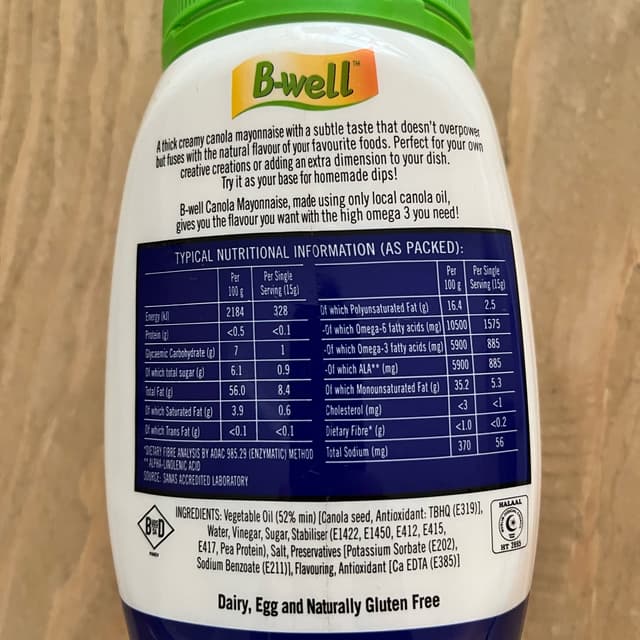 B-well™
A thick creamy canola mayonnaise with a subtle taste that doesn't overpower
but fuses with the natural flavour of your favourite foods. Perfect for your own
creative creations or adding an extra dimension to your dish.
Try it as your base for homemade dips!
B-well Canola Mayonnaise, made using only local canola oil,
gives you the flavour you want with the high omega 3 you need!
TYPICAL NUTRITIONAL INFORMATION (AS PACKED):
Per 100 g Per Single Serving (15g)
Energy (kJ) 2184 328
Protein (g) <0.5 <0.1
Glycaemic Carbohydrate (g) 7 1
Of which total sugar (g) 6.1 0.9
Total Fat (g) 56.0 8.4
Of which Saturated Fat (g) 3.9 0.6
Of which Trans Fat (g) <0.1 <0.1
Per 100 g Per Single Serving (15g)
Of which Polyunsaturated Fat (g) 16.4 2.5
-Of which Omega-6 fatty acids (mg) 10500 1575
-Of which Omega-3 fatty acids (mg) 5900 885
-Of which ALA** (mg) 5900 885
Of which Monounsaturated Fat (g) 35.2 5.3
Cholesterol (mg) <3 <1
Dietary Fibre* (g) <1.0 <0.2
Total Sodium (mg) 370 56
*DIETARY FIBRE ANALYSIS BY AOAC 985.29 (ENZYMATIC) METHOD
** ALPHA-LINOLENIC ACID
SOURCE: SANAS ACCREDITED LABORATORY
INGREDIENTS: Vegetable Oil (52% min) [Canola seed, Antioxidant: TBHQ (E319)],
Water, Vinegar, Sugar, Stabiliser (E1422, E1450, E412, E415,
E417, Pea Protein), Salt, Preservatives [Potassium Sorbate (E202),
Sodium Benzoate (E211)], Flavouring, Antioxidant [Ca EDTA (E385)]
HALAAL
Dairy, Egg and Naturally Gluten Free